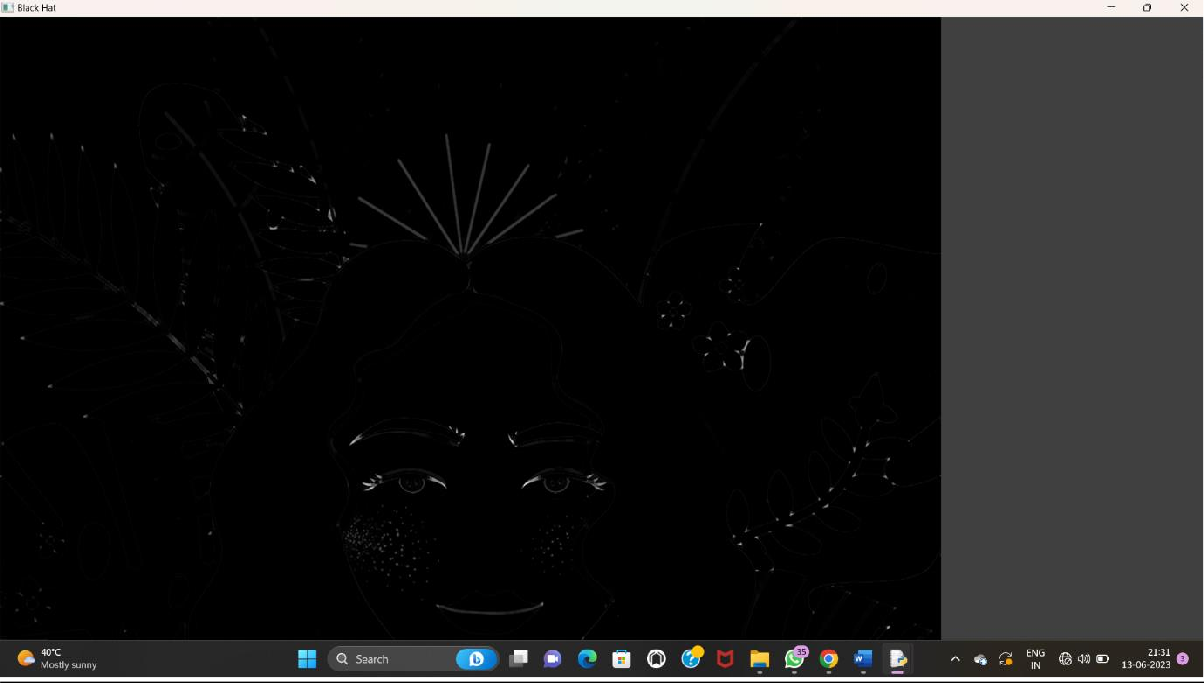 Black Hat
40°C
Mostly sunny
Search
35
ENG
IN
21:31
13-06-2023
3